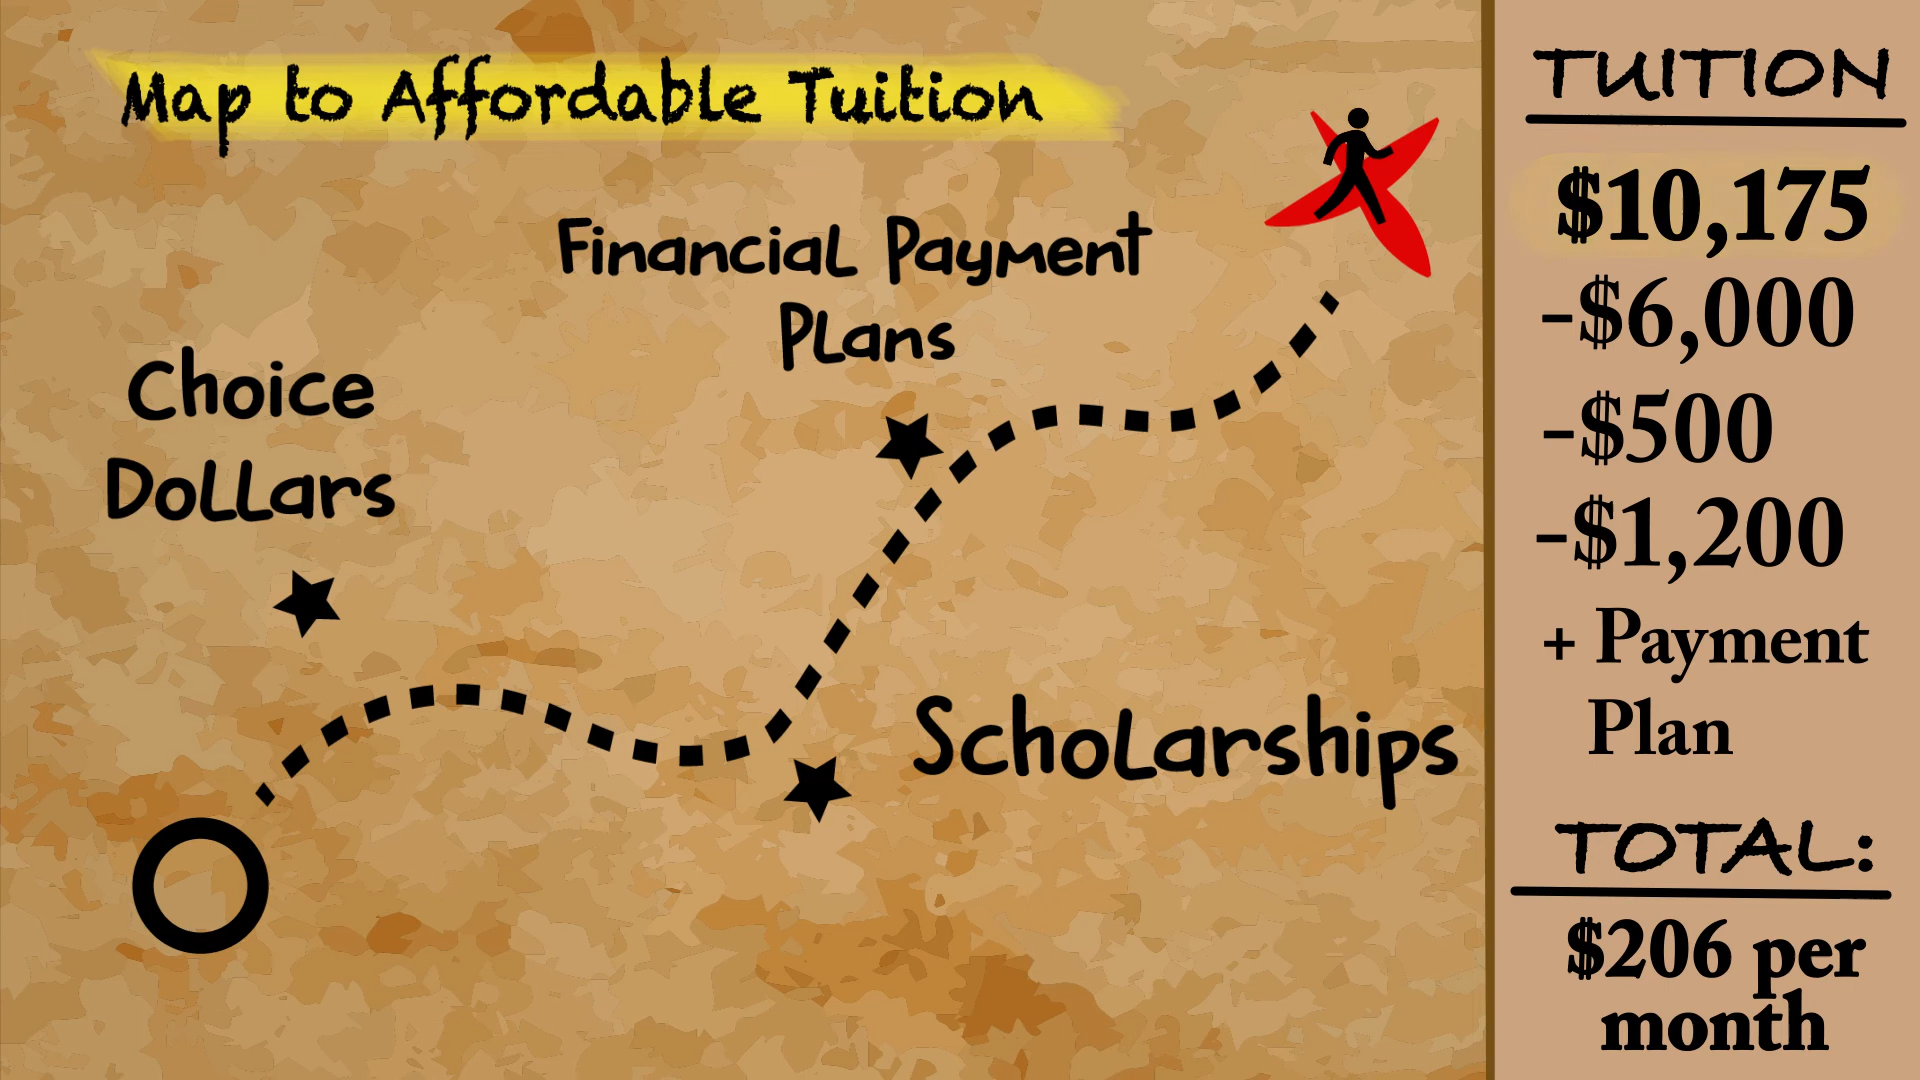 Map to Affordable Tuition
Financial Payment
Plans
Choice
Dollars
Scholarships
TUITION
$10,175
-$6,000
-$500
-$1,200
+ Payment
Plan
TOTAL:
$206 per
month